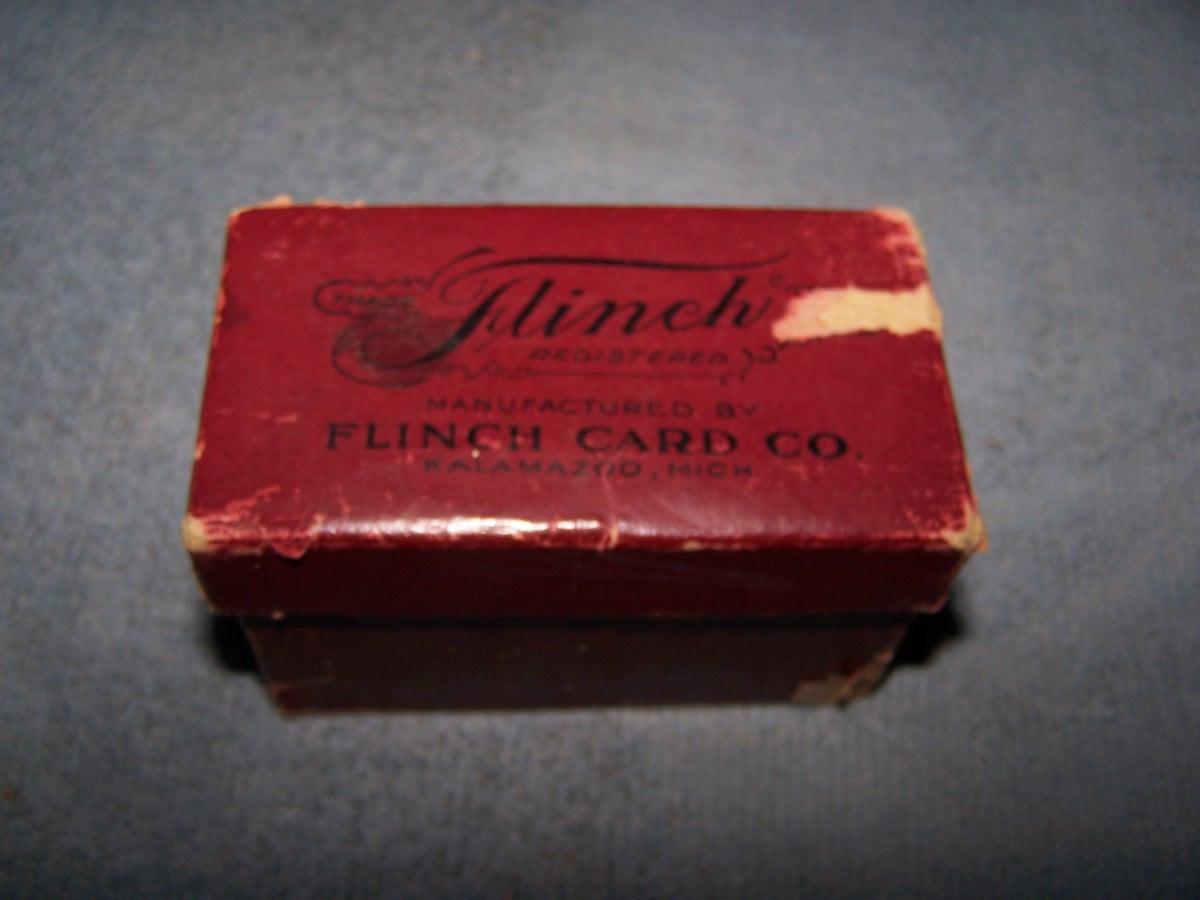 TRADE
Flinch
REGISTERED
MANUFACTURED BY
FLINCH CARD CO.
KALAMAZOO, MICH.